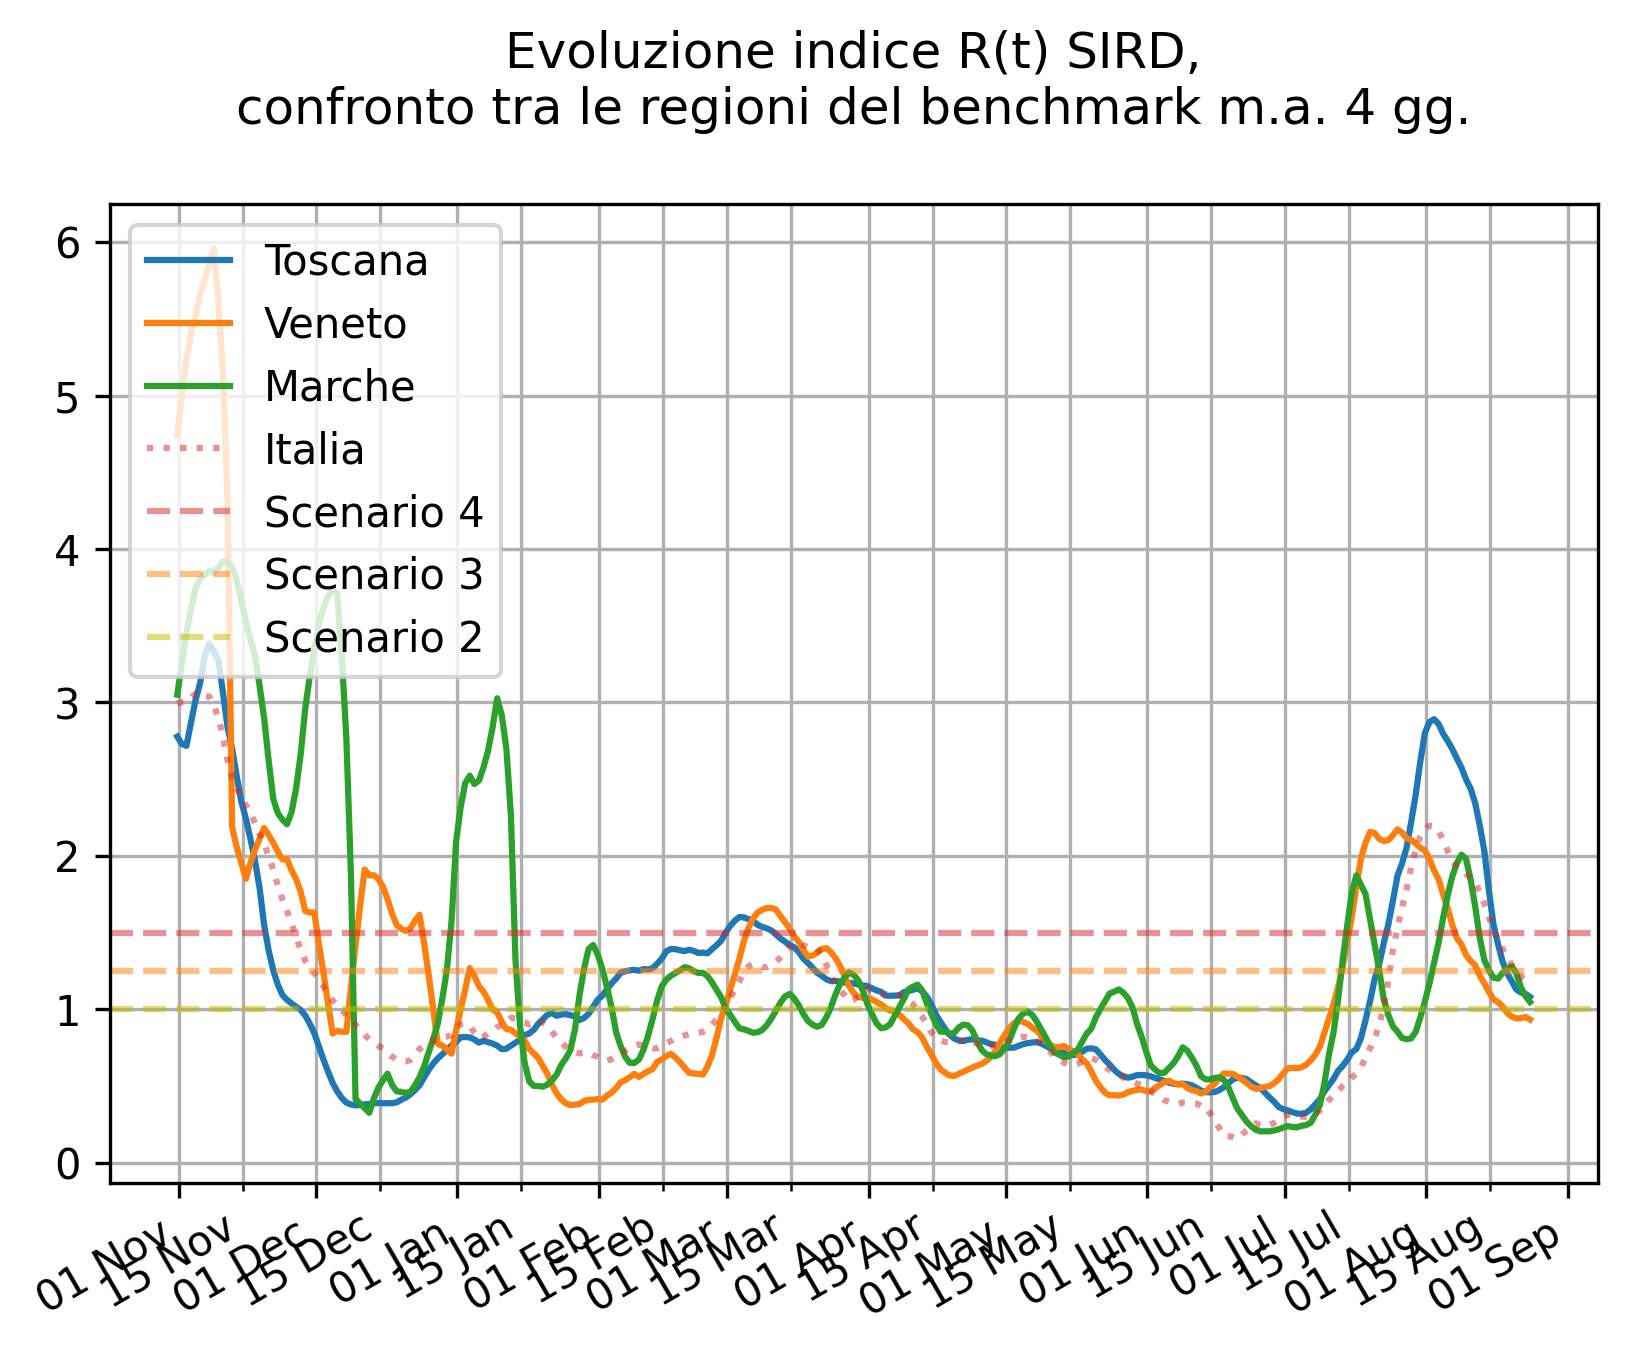 Evoluzione indice R(t) SIRD,
confronto tra le regioni del benchmark m.a. 4 gg.
6
5
4
3
2
1
0
Toscana
Veneto
Marche
Italia
Scenario 4
Scenario 3
Scenario 2
01 Nov
15 Nov
01 Dec
15 Dec
01 Jan
15 Jan
01 Feb
15 Feb
01 Mar
15 Mar
01 Apr
15 Apr
01 May
15 May
01 Jun
15 Jun
01 Jul
15 Jul
01 Aug
15 Aug
01 Sep